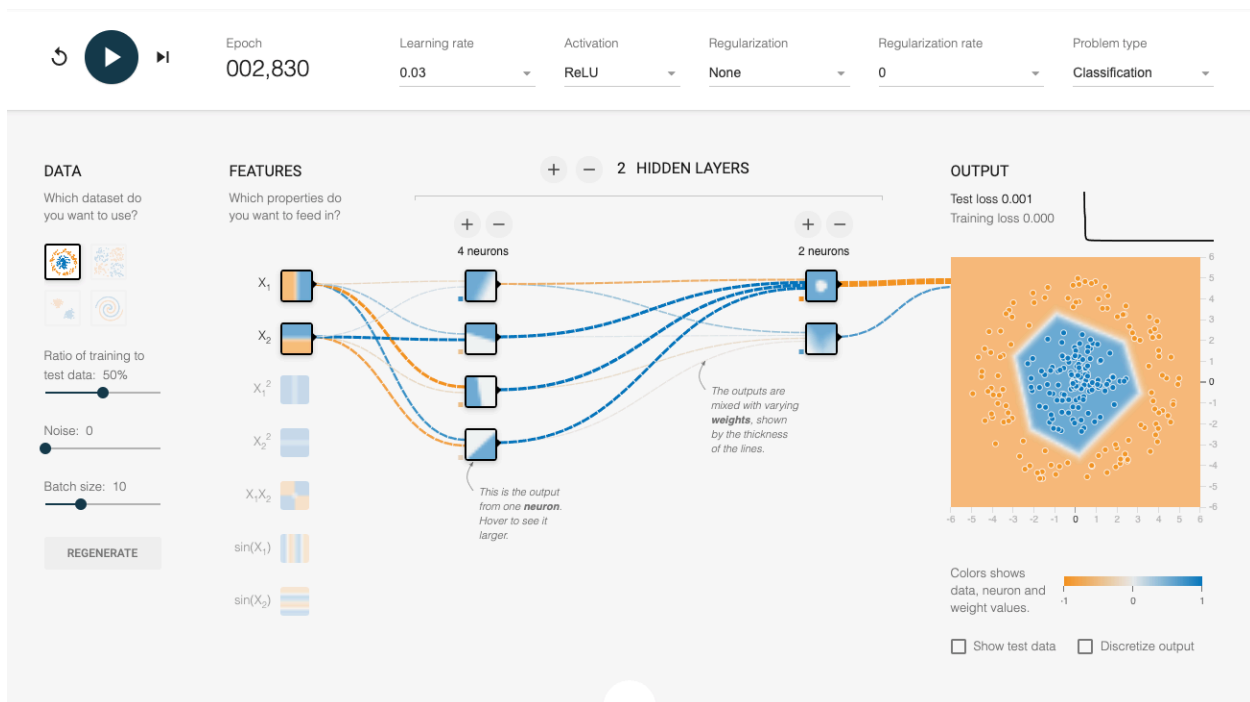 Epoch
002,830
Learning rate
0.03
Activation
ReLU
Regularization
None
Regularization rate
0
Problem type
Classification
DATA
Which dataset do
you want to use?
Ratio of training to
test data: 50%
Noise: 0
Batch size: 10
REGENERATE
FEATURES
Which properties do
you want to feed in?
X1
X2
X1²
X2²
X1X2
sin(X1)
sin(X2)
+ − 2 HIDDEN LAYERS
+ −
4 neurons
+ −
2 neurons
This is the output
from one neuron.
Hover to see it
larger.
The outputs are
mixed with varying
weights, shown
by the thickness
of the lines.
OUTPUT
Test loss 0.001
Training loss 0.000
6
5
4
3
2
1
0
-1
-2
-3
-4
-5
-6
-6 -5 -4 -3 -2 -1 0 1 2 3 4 5 6
Colors shows
data, neuron and
weight values.
-1 0 1
Show test data
Discretize output